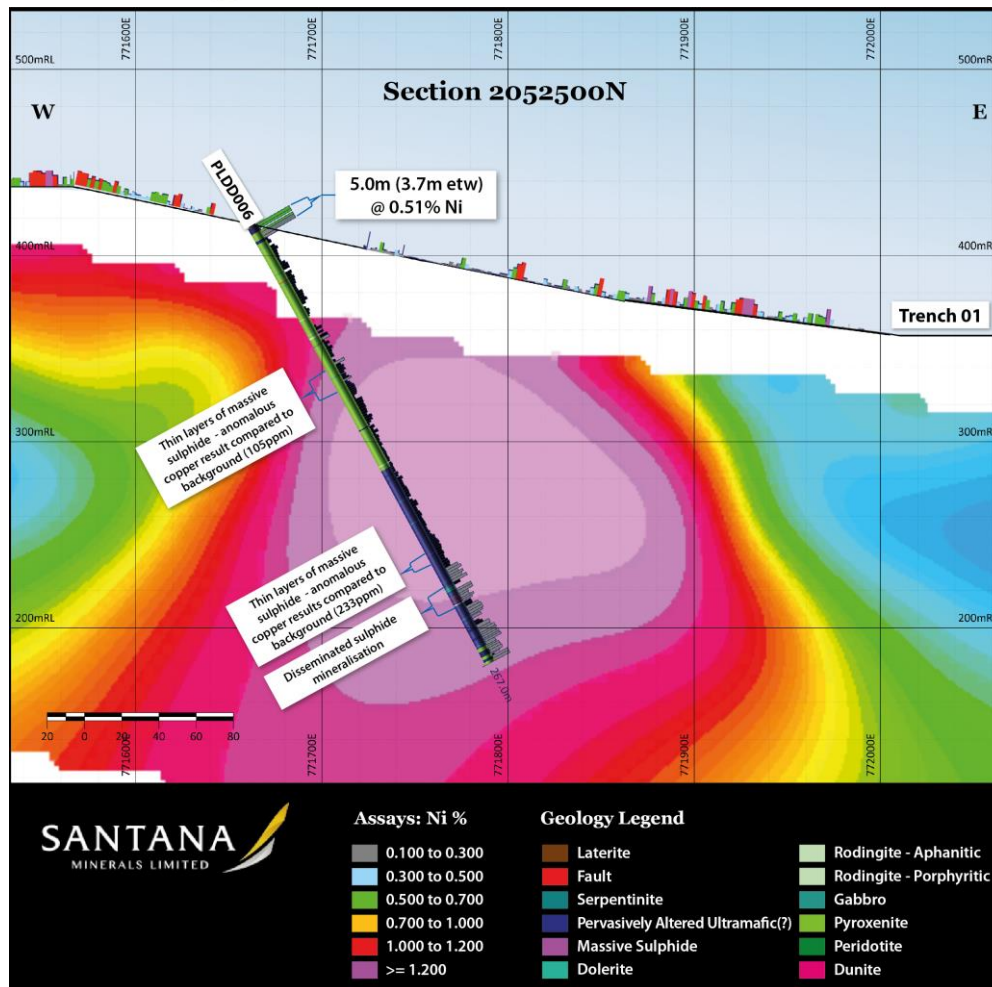 771600E
771700E
771800E
771900E
772000E
500mRL
500mRL
Section 2052500N
W
E
PLDD006
5.0m (3.7m etw)
@ 0.51% Ni
400mRL
400mRL
Trench 01
Thin layers of massive
sulphide - anomalous
copper result compared to
background (105ppm)
300mRL
300mRL
Thin layers of massive
sulphide - anomalous
copper results compared to
background (233ppm)
Disseminated sulphide
mineralisation
200mRL
200mRL
267.0m
20 0 20 40 60 80
771600E
771700E
771800E
771900E
772000E
SANTANA
MINERALS LIMITED
Assays: Ni %
0.100 to 0.300
0.300 to 0.500
0.500 to 0.700
0.700 to 1.000
1.000 to 1.200
>= 1.200
Geology Legend
Laterite
Fault
Serpentinite
Pervasively Altered Ultramafic(?)
Massive Sulphide
Dolerite
Rodingite - Aphanitic
Rodingite - Porphyritic
Gabbro
Pyroxenite
Peridotite
Dunite